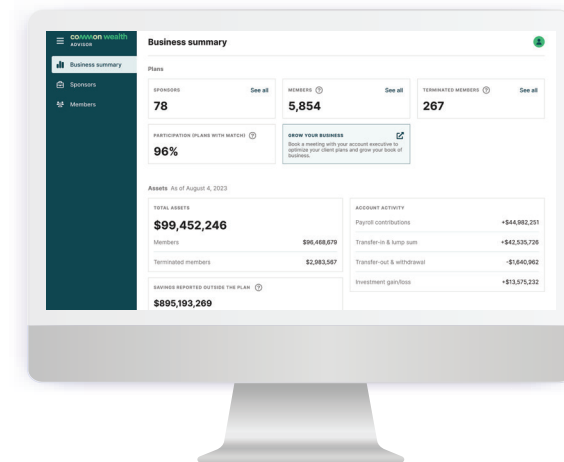 common wealth
ADVISOR
Business summary
Sponsors
Members
Business summary
Plans
SPONSORS See all
78
MEMBERS ? See all
5,854
TERMINATED MEMBERS ? See all
267
PARTICIPATION (PLANS WITH MATCH) ?
96%
GROW YOUR BUSINESS
Book a meeting with your account executive to
optimize your client plans and grow your book of
business.
Assets As of August 4, 2023
TOTAL ASSETS
$99,452,246
Members $96,468,679
Terminated members $2,983,567
SAVINGS REPORTED OUTSIDE THE PLAN ?
$895,193,269
ACCOUNT ACTIVITY
Payroll contributions +$44,982,251
Transfer-in & lump sum +$42,535,726
Transfer-out & withdrawal -$1,640,962
Investment gain/loss +$13,575,232